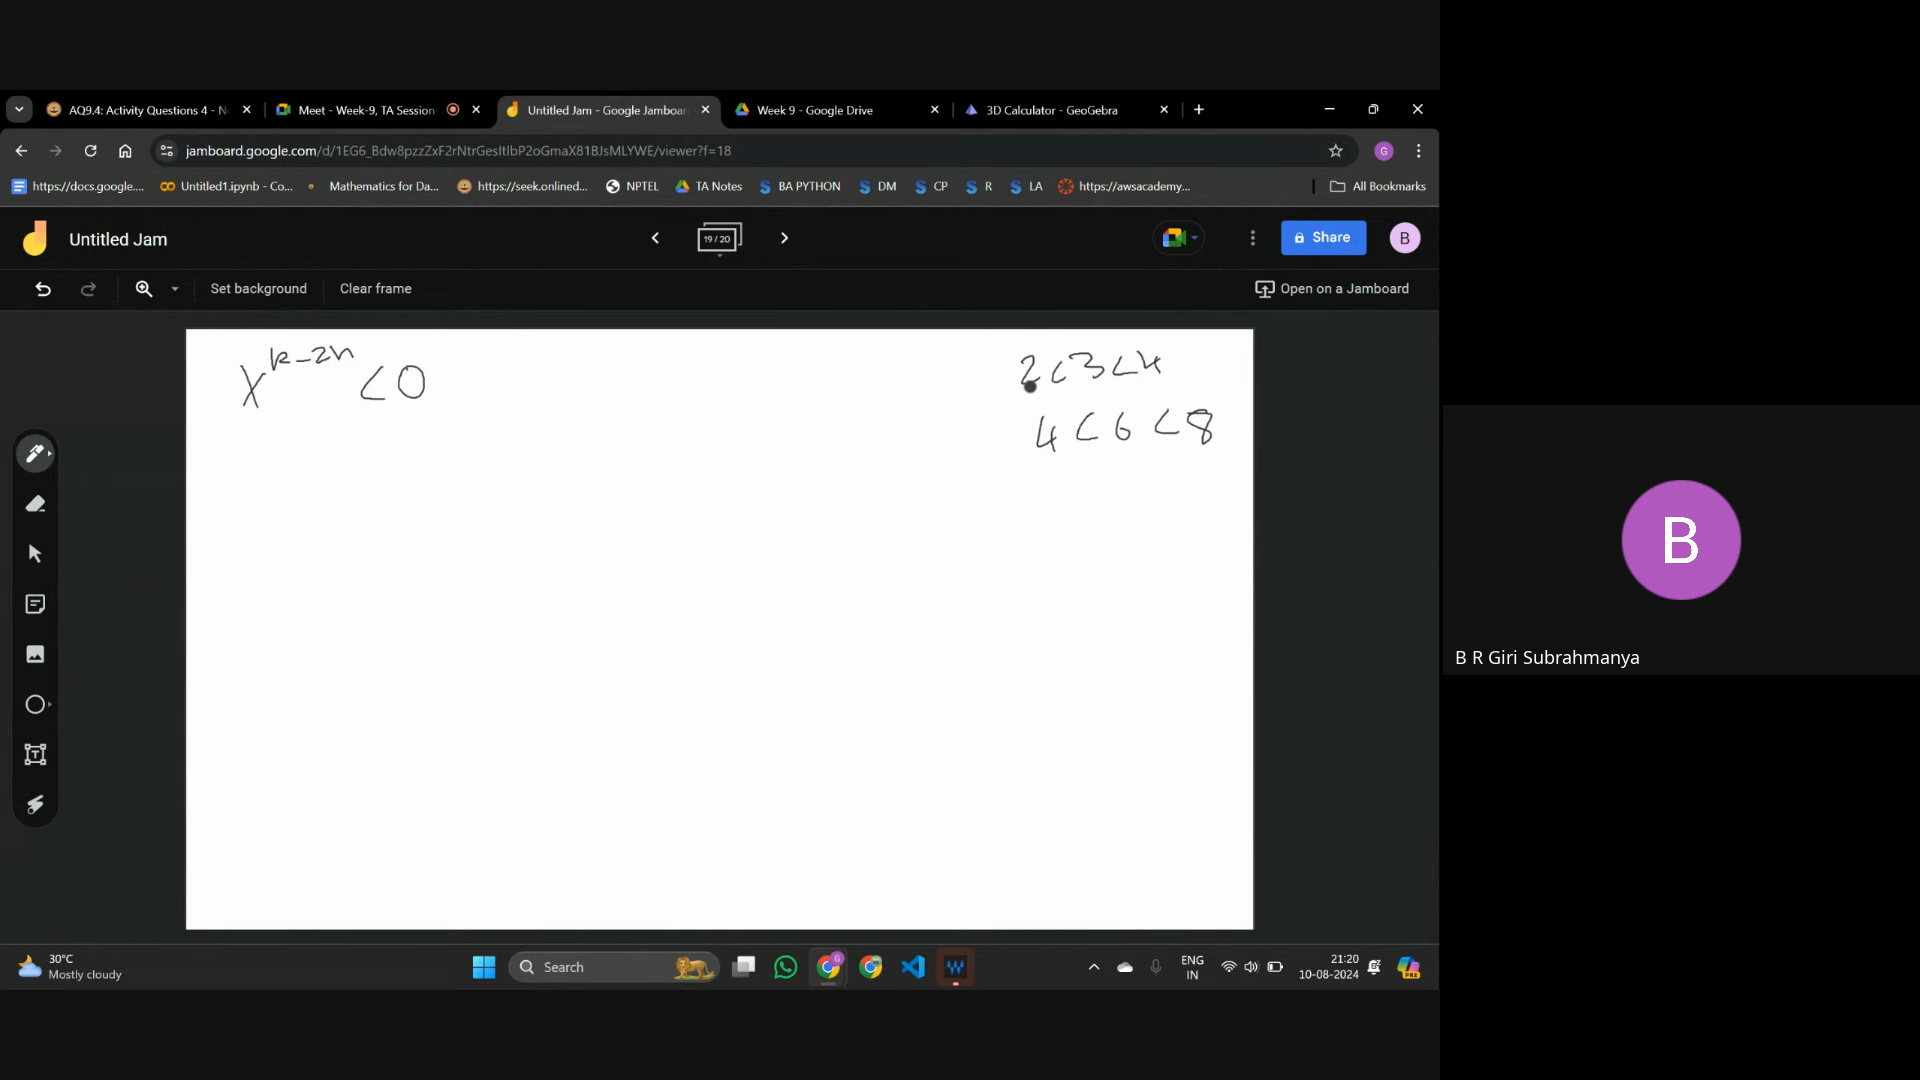 AQ9.4: Activity Questions 4 - N
Meet - Week-9, TA Session
Untitled Jam - Google Jamboar
Week 9 - Google Drive
3D Calculator - GeoGebra
jamboard.google.com/d/1EG6_Bdw8pzzZxF2rNtrGesItIbP2oGmaX81BJsMLYWE/viewer?f=18
G
https://docs.google....
Untitled1.ipynb - Co...
Mathematics for Da...
https://seek.onlined...
NPTEL
TA Notes
BA PYTHON
DM
CP
R
LA
https://awsacademy...
All Bookmarks
Untitled Jam
19 / 20
Share
B
Set background
Clear frame
Open on a Jamboard
x^{k-2n} < 0
2 < 3 < 4
4 < 6 < 8
B
B R Giri Subrahmanya
30°C
Mostly cloudy
Search
ENG
IN
21:20
10-08-2024